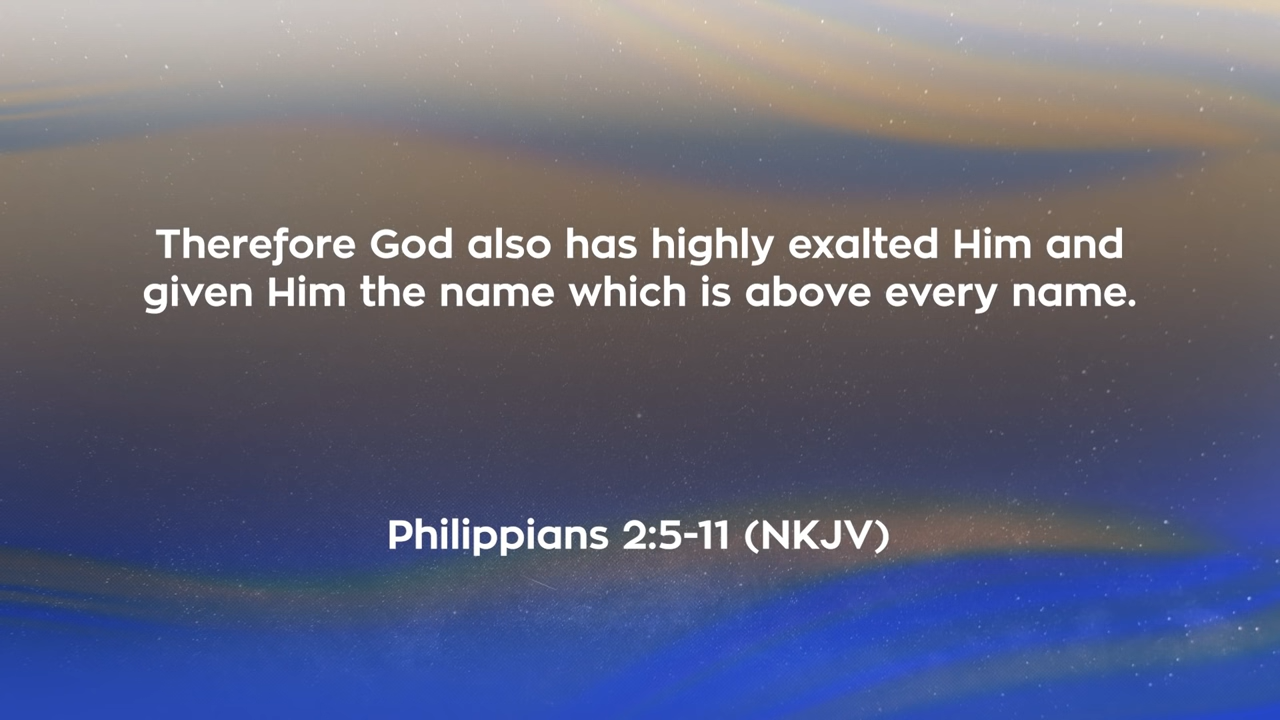 Therefore God also has highly exalted Him and
given Him the name which is above every name.
Philippians 2:5-11 (NKJV)